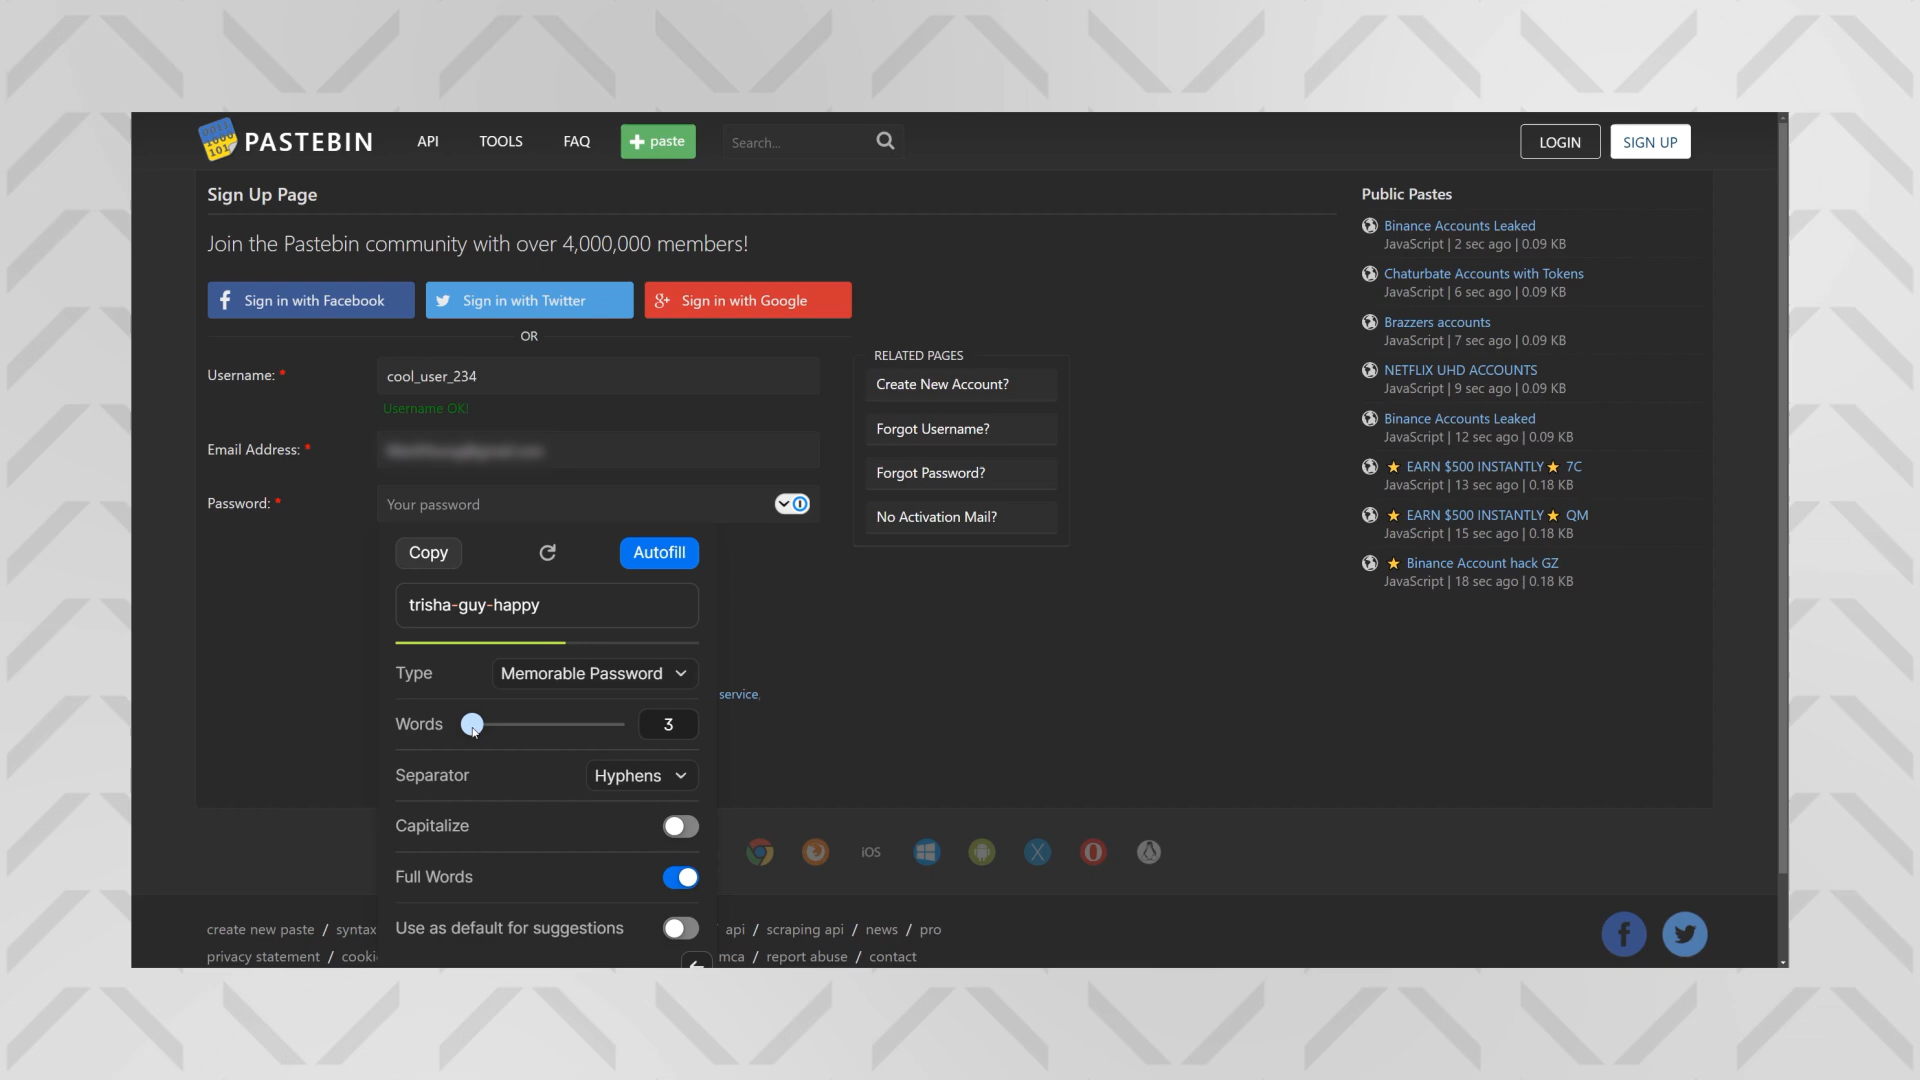 PASTEBIN API TOOLS FAQ paste Search... LOGIN SIGN UP
Sign Up Page
Join the Pastebin community with over 4,000,000 members!
Sign in with Facebook Sign in with Twitter Sign in with Google
OR
Username: * cool_user_234
Username OK!
Email Address: *
Password: * Your password
Copy Autofill
trisha-guy-happy
Type Memorable Password
service,
Words 3
Separator Hyphens
Capitalize
Full Words
Use as default for suggestions
RELATED PAGES
Create New Account?
Forgot Username?
Forgot Password?
No Activation Mail?
Public Pastes
Binance Accounts Leaked
JavaScript | 2 sec ago | 0.09 KB
Chaturbate Accounts with Tokens
JavaScript | 6 sec ago | 0.09 KB
Brazzers accounts
JavaScript | 7 sec ago | 0.09 KB
NETFLIX UHD ACCOUNTS
JavaScript | 9 sec ago | 0.09 KB
Binance Accounts Leaked
JavaScript | 12 sec ago | 0.09 KB
⭐ EARN $500 INSTANTLY⭐ 7C
JavaScript | 13 sec ago | 0.18 KB
⭐ EARN $500 INSTANTLY⭐ QM
JavaScript | 15 sec ago | 0.18 KB
⭐ Binance Account hack GZ
JavaScript | 18 sec ago | 0.18 KB
iOS
create new paste / syntax api / scraping api / news / pro
privacy statement / cooki mca / report abuse / contact